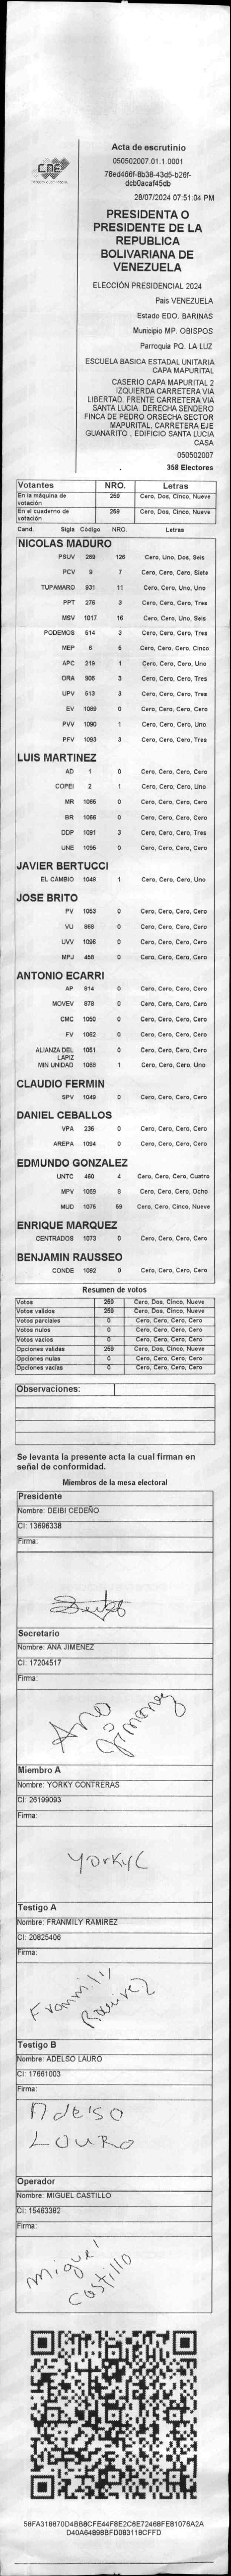 CNE
Acta de escrutinio
050502007.01.1.0001
78ed466f-8b38-43d5-b26f-
dcb0acaf45db
28/07/2024 07:51:04 PM
PRESIDENTA O
PRESIDENTE DE LA
REPUBLICA
BOLIVARIANA DE
VENEZUELA
ELECCIÓN PRESIDENCIAL 2024
País VENEZUELA
Estado EDO. BARINAS
Municipio MP. OBISPOS
Parroquia PQ. LA LUZ
ESCUELA BASICA ESTADAL UNITARIA
CAPA MAPURITAL
CASERIO CAPA MAPURITAL 2
IZQUIERDA CARRETERA VIA
LIBERTAD. FRENTE CARRETERA VIA
SANTA LUCIA. DERECHA SENDERO
FINCA DE PEDRO ORSECHA SECTOR
MAPURITAL, CARRETERA EJE
GUANARITO , EDIFICIO SANTA LUCIA
CASA
050502007
358 Electores
Votantes NRO. Letras
En la máquina de votación 259 Cero, Dos, Cinco, Nueve
En el cuaderno de votación 259 Cero, Dos, Cinco, Nueve
Cand. Sigla Código NRO. Letras
NICOLAS MADURO
PSUV 269 126 Cero, Uno, Dos, Seis
PCV 9 7 Cero, Cero, Cero, Siete
TUPAMARO 931 11 Cero, Cero, Uno, Uno
PPT 276 3 Cero, Cero, Cero, Tres
MSV 1017 16 Cero, Cero, Uno, Seis
PODEMOS 514 3 Cero, Cero, Cero, Tres
MEP 6 5 Cero, Cero, Cero, Cinco
APC 219 1 Cero, Cero, Cero, Uno
ORA 906 3 Cero, Cero, Cero, Tres
UPV 513 3 Cero, Cero, Cero, Tres
EV 1089 0 Cero, Cero, Cero, Cero
PVV 1090 1 Cero, Cero, Cero, Uno
PFV 1093 3 Cero, Cero, Cero, Tres
LUIS MARTINEZ
AD 1 0 Cero, Cero, Cero, Cero
COPEI 2 1 Cero, Cero, Cero, Uno
MR 1065 0 Cero, Cero, Cero, Cero
BR 1066 0 Cero, Cero, Cero, Cero
DDP 1091 3 Cero, Cero, Cero, Tres
UNE 1095 0 Cero, Cero, Cero, Cero
JAVIER BERTUCCI
EL CAMBIO 1048 1 Cero, Cero, Cero, Uno
JOSE BRITO
PV 1053 0 Cero, Cero, Cero, Cero
VU 868 0 Cero, Cero, Cero, Cero
UVV 1096 0 Cero, Cero, Cero, Cero
MPJ 458 0 Cero, Cero, Cero, Cero
ANTONIO ECARRI
AP 814 0 Cero, Cero, Cero, Cero
MOVEV 878 0 Cero, Cero, Cero, Cero
CMC 1050 0 Cero, Cero, Cero, Cero
FV 1062 0 Cero, Cero, Cero, Cero
ALIANZA DEL LAPIZ 1051 0 Cero, Cero, Cero, Cero
MIN UNIDAD 1068 1 Cero, Cero, Cero, Uno
CLAUDIO FERMIN
SPV 1049 0 Cero, Cero, Cero, Cero
DANIEL CEBALLOS
VPA 236 0 Cero, Cero, Cero, Cero
AREPA 1094 0 Cero, Cero, Cero, Cero
EDMUNDO GONZALEZ
UNTC 460 4 Cero, Cero, Cero, Cuatro
MPV 1069 8 Cero, Cero, Cero, Ocho
MUD 1075 59 Cero, Cero, Cinco, Nueve
ENRIQUE MARQUEZ
CENTRADOS 1073 0 Cero, Cero, Cero, Cero
BENJAMIN RAUSSEO
CONDE 1092 0 Cero, Cero, Cero, Cero
Resumen de votos
Votos 259 Cero, Dos, Cinco, Nueve
Votos validos 259 Cero, Dos, Cinco, Nueve
Votos parciales 0 Cero, Cero, Cero, Cero
Votos nulos 0 Cero, Cero, Cero, Cero
Votos vacios 0 Cero, Cero, Cero, Cero
Opciones validas 259 Cero, Dos, Cinco, Nueve
Opciones nulas 0 Cero, Cero, Cero, Cero
Opciones vacias 0 Cero, Cero, Cero, Cero
Observaciones:
Se levanta la presente acta la cual firman en
señal de conformidad.
Miembros de la mesa electoral
Presidente
Nombre: DEIBI CEDEÑO
CI: 13696338
Firma:
Secretario
Nombre: ANA JIMENEZ
CI: 17204517
Firma:
Ana
Jimenez
Miembro A
Nombre: YORKY CONTRERAS
CI: 26199093
Firma:
YorkyC
Testigo A
Nombre: FRANMILY RAMIREZ
CI: 20825406
Firma:
Franmily
Ramirez
Testigo B
Nombre: ADELSO LAURO
CI: 17661003
Firma:
Adelso
Louro
Operador
Nombre: MIGUEL CASTILLO
CI: 15463382
Firma:
Miguel
Castillo
58FA318870D4BB8CFE44F8E2C6E72468FE81076A2A
D40A64898BFD083118CFFD